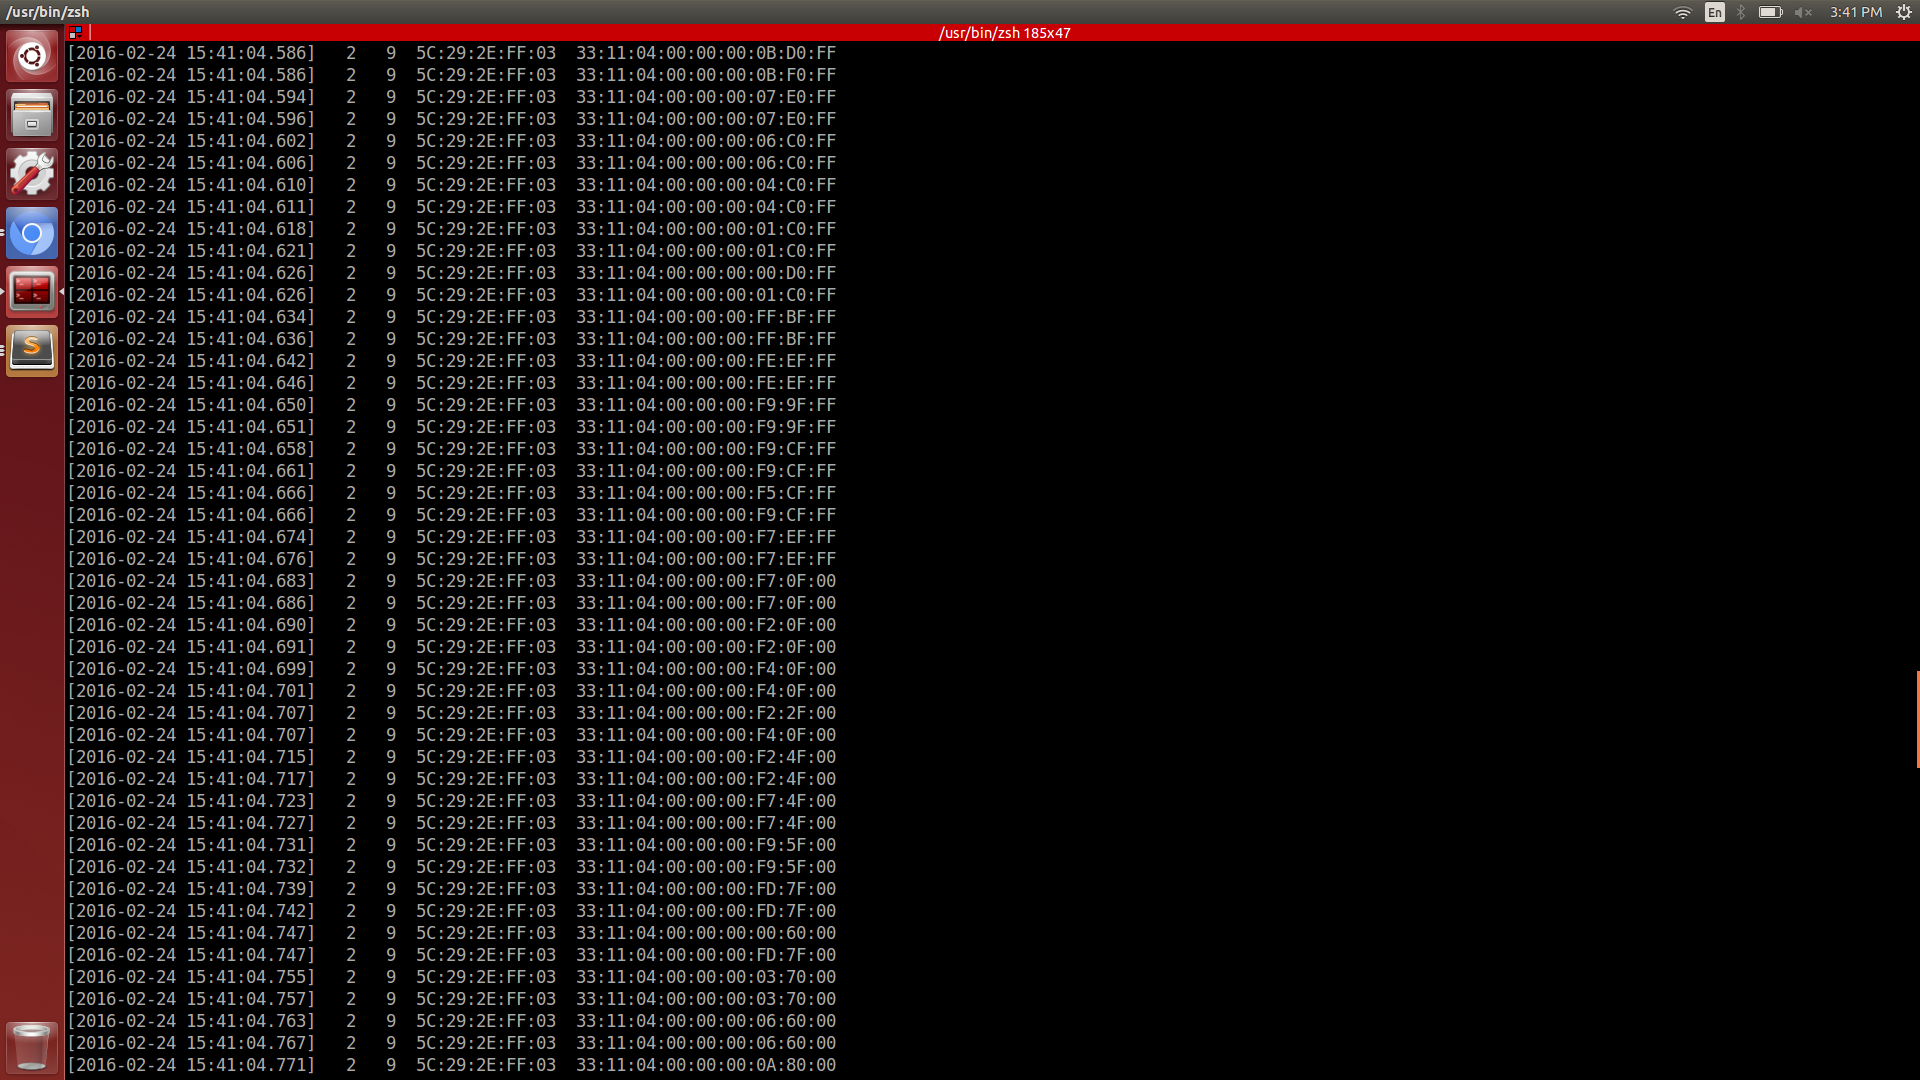 /usr/bin/zsh
En
3:41 PM
/usr/bin/zsh 185x47
[2016-02-24 15:41:04.586]   2   9  5C:29:2E:FF:03  33:11:04:00:00:00:0B:D0:FF
[2016-02-24 15:41:04.586]   2   9  5C:29:2E:FF:03  33:11:04:00:00:00:0B:F0:FF
[2016-02-24 15:41:04.594]   2   9  5C:29:2E:FF:03  33:11:04:00:00:00:07:E0:FF
[2016-02-24 15:41:04.596]   2   9  5C:29:2E:FF:03  33:11:04:00:00:00:07:E0:FF
[2016-02-24 15:41:04.602]   2   9  5C:29:2E:FF:03  33:11:04:00:00:00:06:C0:FF
[2016-02-24 15:41:04.606]   2   9  5C:29:2E:FF:03  33:11:04:00:00:00:06:C0:FF
[2016-02-24 15:41:04.610]   2   9  5C:29:2E:FF:03  33:11:04:00:00:00:04:C0:FF
[2016-02-24 15:41:04.611]   2   9  5C:29:2E:FF:03  33:11:04:00:00:00:04:C0:FF
[2016-02-24 15:41:04.618]   2   9  5C:29:2E:FF:03  33:11:04:00:00:00:01:C0:FF
[2016-02-24 15:41:04.621]   2   9  5C:29:2E:FF:03  33:11:04:00:00:00:01:C0:FF
[2016-02-24 15:41:04.626]   2   9  5C:29:2E:FF:03  33:11:04:00:00:00:00:D0:FF
[2016-02-24 15:41:04.626]   2   9  5C:29:2E:FF:03  33:11:04:00:00:00:01:C0:FF
[2016-02-24 15:41:04.634]   2   9  5C:29:2E:FF:03  33:11:04:00:00:00:FF:BF:FF
[2016-02-24 15:41:04.636]   2   9  5C:29:2E:FF:03  33:11:04:00:00:00:FF:BF:FF
[2016-02-24 15:41:04.642]   2   9  5C:29:2E:FF:03  33:11:04:00:00:00:FE:EF:FF
[2016-02-24 15:41:04.646]   2   9  5C:29:2E:FF:03  33:11:04:00:00:00:FE:EF:FF
[2016-02-24 15:41:04.650]   2   9  5C:29:2E:FF:03  33:11:04:00:00:00:F9:9F:FF
[2016-02-24 15:41:04.651]   2   9  5C:29:2E:FF:03  33:11:04:00:00:00:F9:9F:FF
[2016-02-24 15:41:04.658]   2   9  5C:29:2E:FF:03  33:11:04:00:00:00:F9:CF:FF
[2016-02-24 15:41:04.661]   2   9  5C:29:2E:FF:03  33:11:04:00:00:00:F9:CF:FF
[2016-02-24 15:41:04.666]   2   9  5C:29:2E:FF:03  33:11:04:00:00:00:F5:CF:FF
[2016-02-24 15:41:04.666]   2   9  5C:29:2E:FF:03  33:11:04:00:00:00:F9:CF:FF
[2016-02-24 15:41:04.674]   2   9  5C:29:2E:FF:03  33:11:04:00:00:00:F7:EF:FF
[2016-02-24 15:41:04.676]   2   9  5C:29:2E:FF:03  33:11:04:00:00:00:F7:EF:FF
[2016-02-24 15:41:04.683]   2   9  5C:29:2E:FF:03  33:11:04:00:00:00:F7:0F:00
[2016-02-24 15:41:04.686]   2   9  5C:29:2E:FF:03  33:11:04:00:00:00:F7:0F:00
[2016-02-24 15:41:04.690]   2   9  5C:29:2E:FF:03  33:11:04:00:00:00:F2:0F:00
[2016-02-24 15:41:04.691]   2   9  5C:29:2E:FF:03  33:11:04:00:00:00:F2:0F:00
[2016-02-24 15:41:04.699]   2   9  5C:29:2E:FF:03  33:11:04:00:00:00:F4:0F:00
[2016-02-24 15:41:04.701]   2   9  5C:29:2E:FF:03  33:11:04:00:00:00:F4:0F:00
[2016-02-24 15:41:04.707]   2   9  5C:29:2E:FF:03  33:11:04:00:00:00:F2:2F:00
[2016-02-24 15:41:04.707]   2   9  5C:29:2E:FF:03  33:11:04:00:00:00:F4:0F:00
[2016-02-24 15:41:04.715]   2   9  5C:29:2E:FF:03  33:11:04:00:00:00:F2:4F:00
[2016-02-24 15:41:04.717]   2   9  5C:29:2E:FF:03  33:11:04:00:00:00:F2:4F:00
[2016-02-24 15:41:04.723]   2   9  5C:29:2E:FF:03  33:11:04:00:00:00:F7:4F:00
[2016-02-24 15:41:04.727]   2   9  5C:29:2E:FF:03  33:11:04:00:00:00:F7:4F:00
[2016-02-24 15:41:04.731]   2   9  5C:29:2E:FF:03  33:11:04:00:00:00:F9:5F:00
[2016-02-24 15:41:04.732]   2   9  5C:29:2E:FF:03  33:11:04:00:00:00:F9:5F:00
[2016-02-24 15:41:04.739]   2   9  5C:29:2E:FF:03  33:11:04:00:00:00:FD:7F:00
[2016-02-24 15:41:04.742]   2   9  5C:29:2E:FF:03  33:11:04:00:00:00:FD:7F:00
[2016-02-24 15:41:04.747]   2   9  5C:29:2E:FF:03  33:11:04:00:00:00:00:60:00
[2016-02-24 15:41:04.747]   2   9  5C:29:2E:FF:03  33:11:04:00:00:00:FD:7F:00
[2016-02-24 15:41:04.755]   2   9  5C:29:2E:FF:03  33:11:04:00:00:00:03:70:00
[2016-02-24 15:41:04.757]   2   9  5C:29:2E:FF:03  33:11:04:00:00:00:03:70:00
[2016-02-24 15:41:04.763]   2   9  5C:29:2E:FF:03  33:11:04:00:00:00:06:60:00
[2016-02-24 15:41:04.767]   2   9  5C:29:2E:FF:03  33:11:04:00:00:00:06:60:00
[2016-02-24 15:41:04.771]   2   9  5C:29:2E:FF:03  33:11:04:00:00:00:0A:80:00